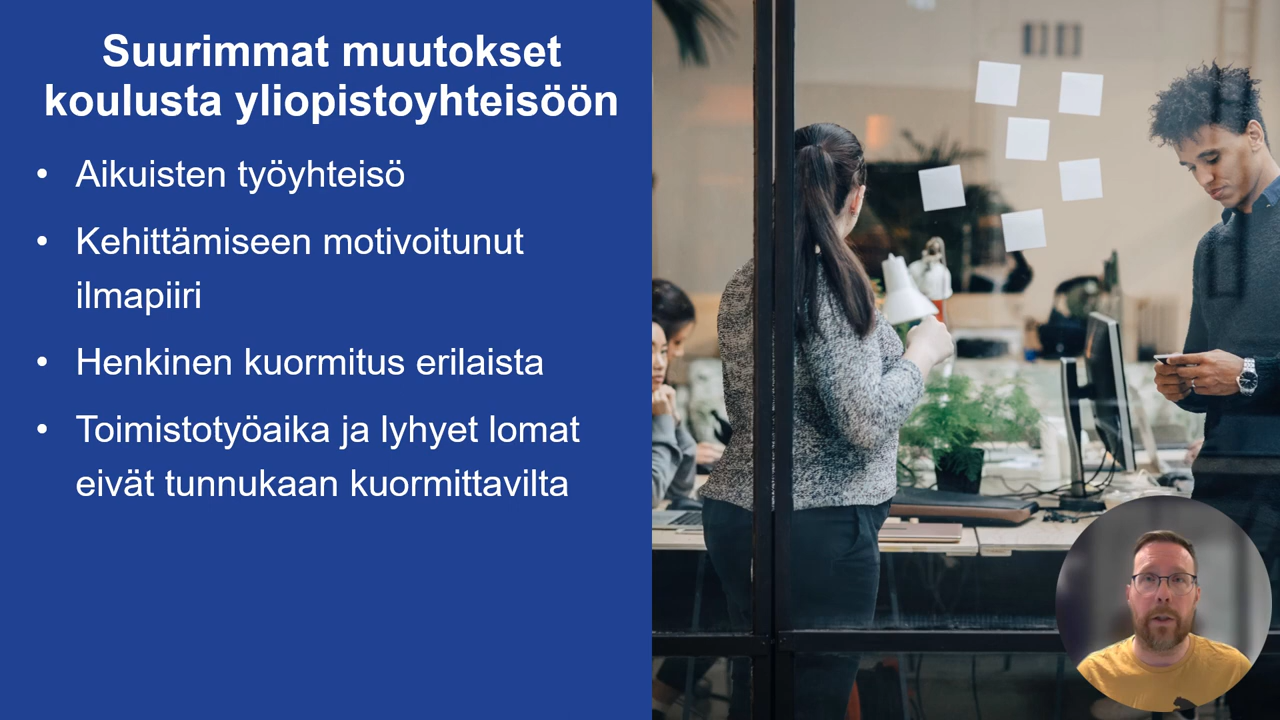 Suurimmat muutokset
koulusta yliopistoyhteisöön
• Aikuisten työyhteisö
• Kehittämiseen motivoitunut
ilmapiiri
• Henkinen kuormitus erilaista
• Toimistotyöaika ja lyhyet lomat
eivät tunnukaan kuormittavilta